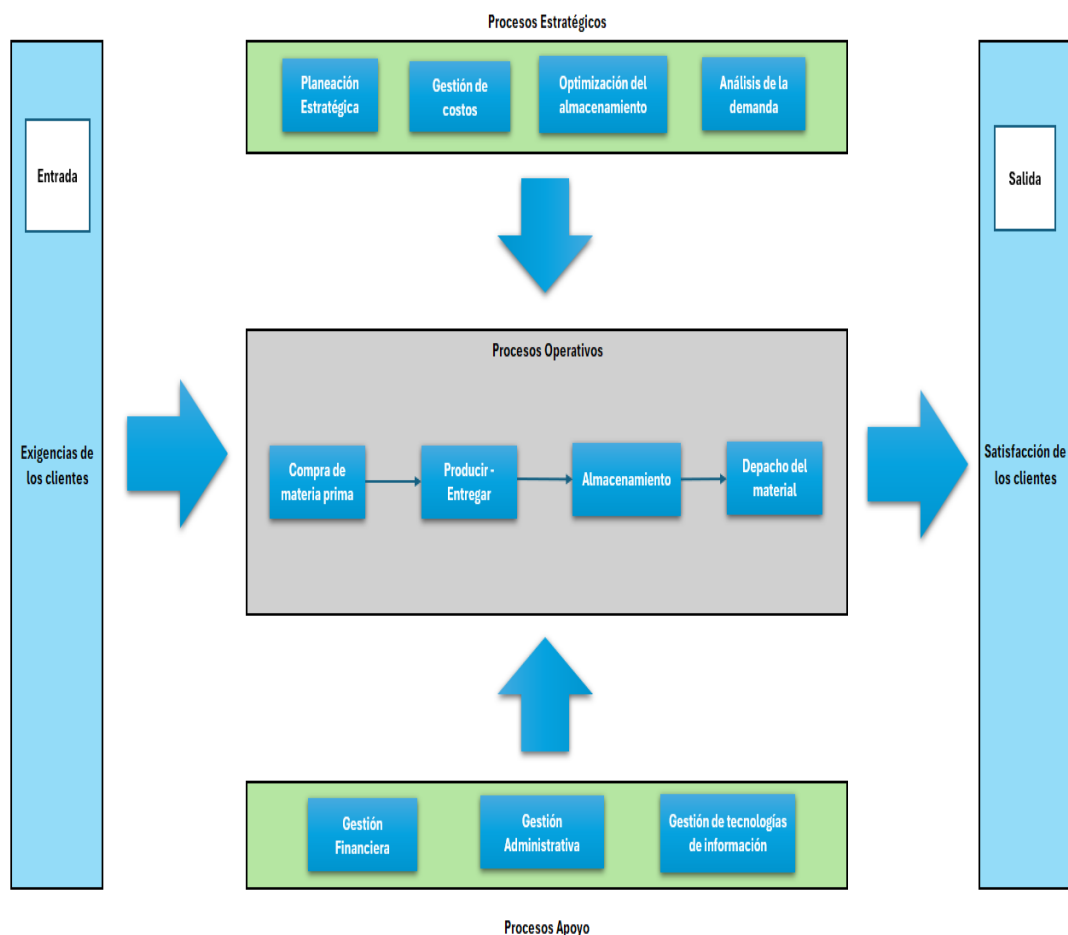 Procesos Estratégicos
Planeación
Estratégica
Gestión de
costos
Optimización del
almacenamiento
Análisis de la
demanda
Entrada
Salida
Procesos Operativos
Exigencias de
los clientes
Compra de
materia prima
Producir -
Entregar
Almacenamiento
Depacho del
material
Satisfacción de
los clientes
Gestión
Financiera
Gestión
Administrativa
Gestión de tecnologías
de información
Procesos Apoyo